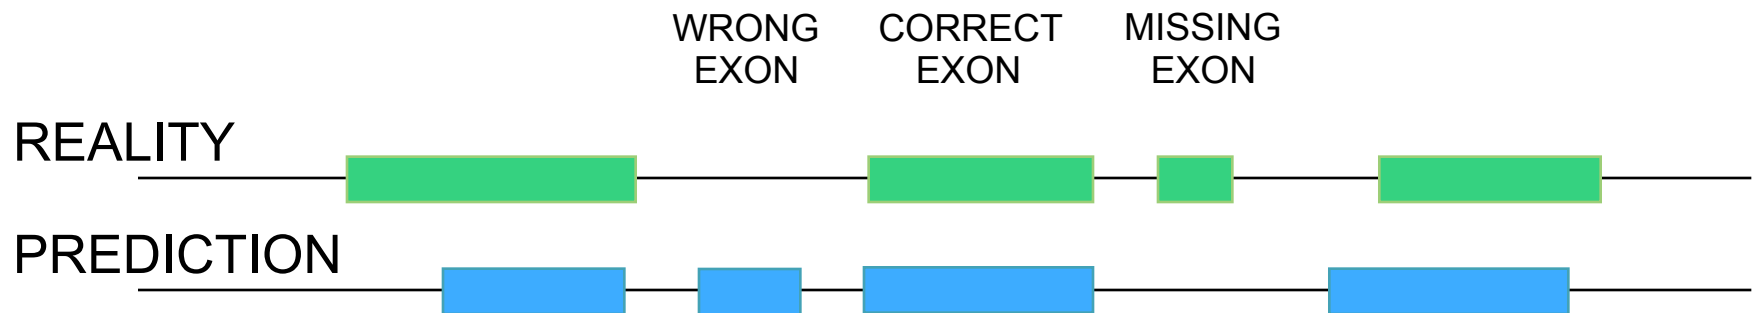 WRONG
EXON
CORRECT
EXON
MISSING
EXON
REALITY
PREDICTION